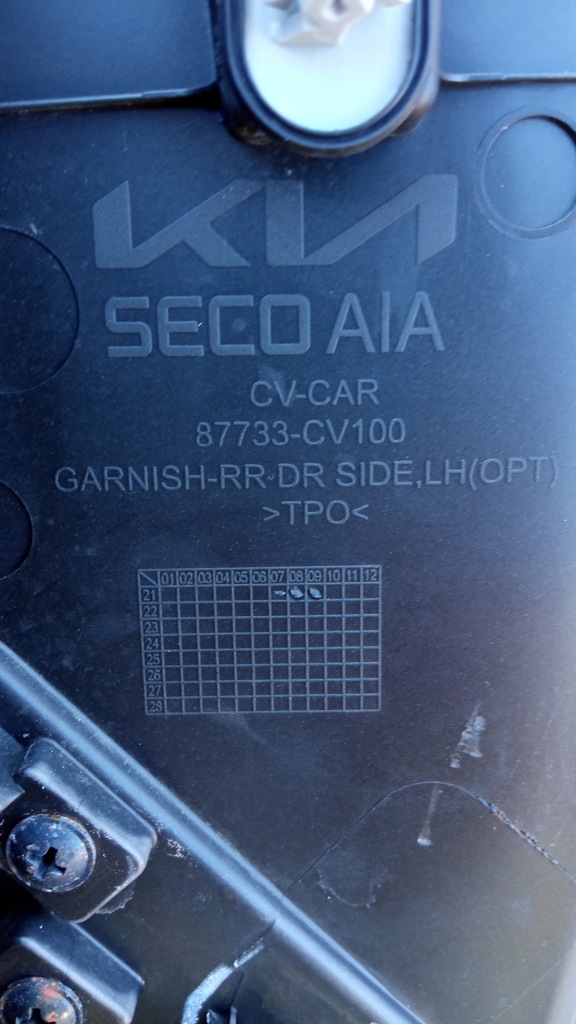 KIA
SECO AIA
CV-CAR
87733-CV100
GARNISH-RR DR SIDE,LH(OPT)
>TPO<
01 02 03 04 05 06 07 08 09 10 11 12
21
22
23
24
25
26
27
28